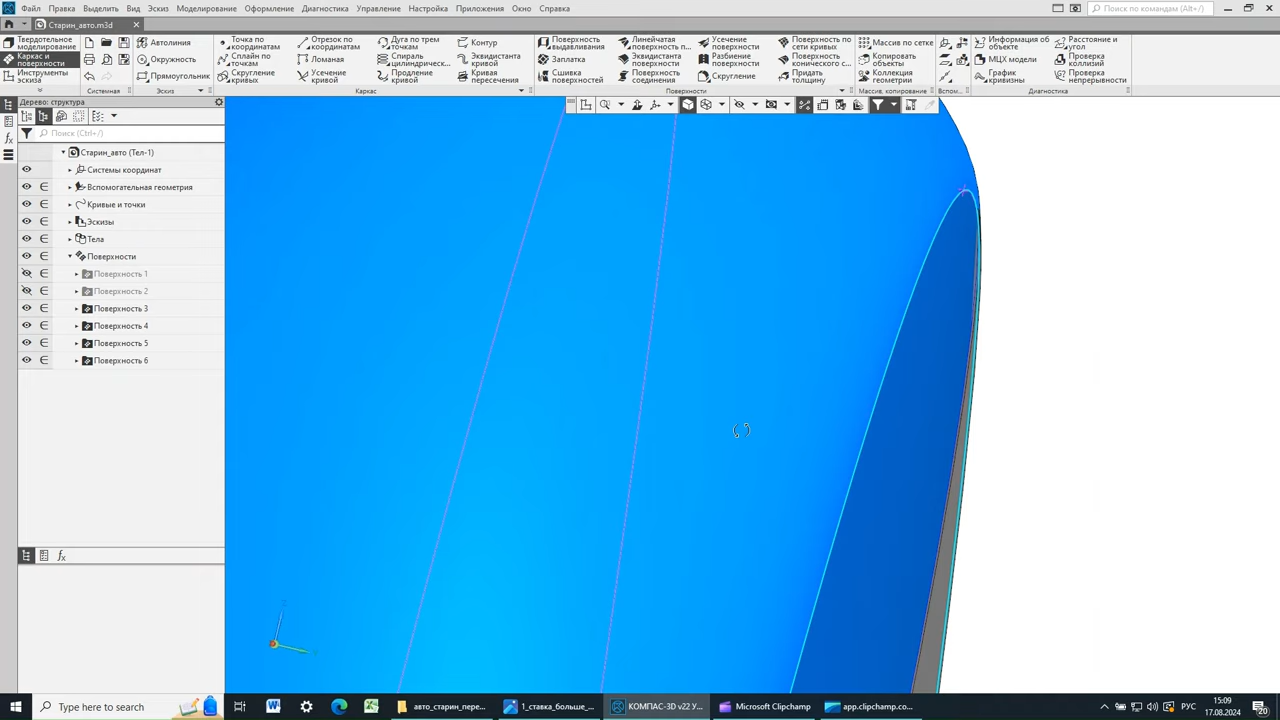 Файл Правка Выделить Вид Эскиз Моделирование Оформление Диагностика Управление Настройка Приложения Окно Справка
Поиск по командам (Alt+/)
Старин_авто.m3d
Твердотельное моделирование
Каркас и поверхности
Инструменты эскиза
Системная
Автолиния
Окружность
Прямоугольник
Эскиз
Точка по координатам
Сплайн по точкам
Скругление кривых
Отрезок по координатам
Ломаная
Усечение кривой
Дуга по трем точкам
Спираль цилиндрическ...
Продление кривой
Контур
Эквидистанта кривой
Кривая пересечения
Каркас
Поверхность выдавливания
Заплатка
Сшивка поверхностей
Линейчатая поверхность п...
Эквидистанта поверхности
Поверхность соединения
Усечение поверхности
Разбиение поверхности
Скругление
Поверхность по сети кривых
Поверхность конического с...
Придать толщину
Поверхности
Массив по сетке
Копировать объекты
Коллекция геометрии
Массив, копирование
Вспом...
Информация об объекте
МЦХ модели
График кривизны
Расстояние и угол
Проверка коллизий
Проверка непрерывности
Диагностика
Дерево: структура
Поиск (Ctrl+/)
Старин_авто (Тел-1)
Системы координат
Вспомогательная геометрия
Кривые и точки
Эскизы
Тела
Поверхности
Поверхность 1
Поверхность 2
Поверхность 3
Поверхность 4
Поверхность 5
Поверхность 6
Type here to search
авто_старин_пере...
1_ставка_больше_...
КОМПАС-3D v22 У...
Microsoft Clipchamp
app.clipchamp.co...
РУС
15:09
17.08.2024
20